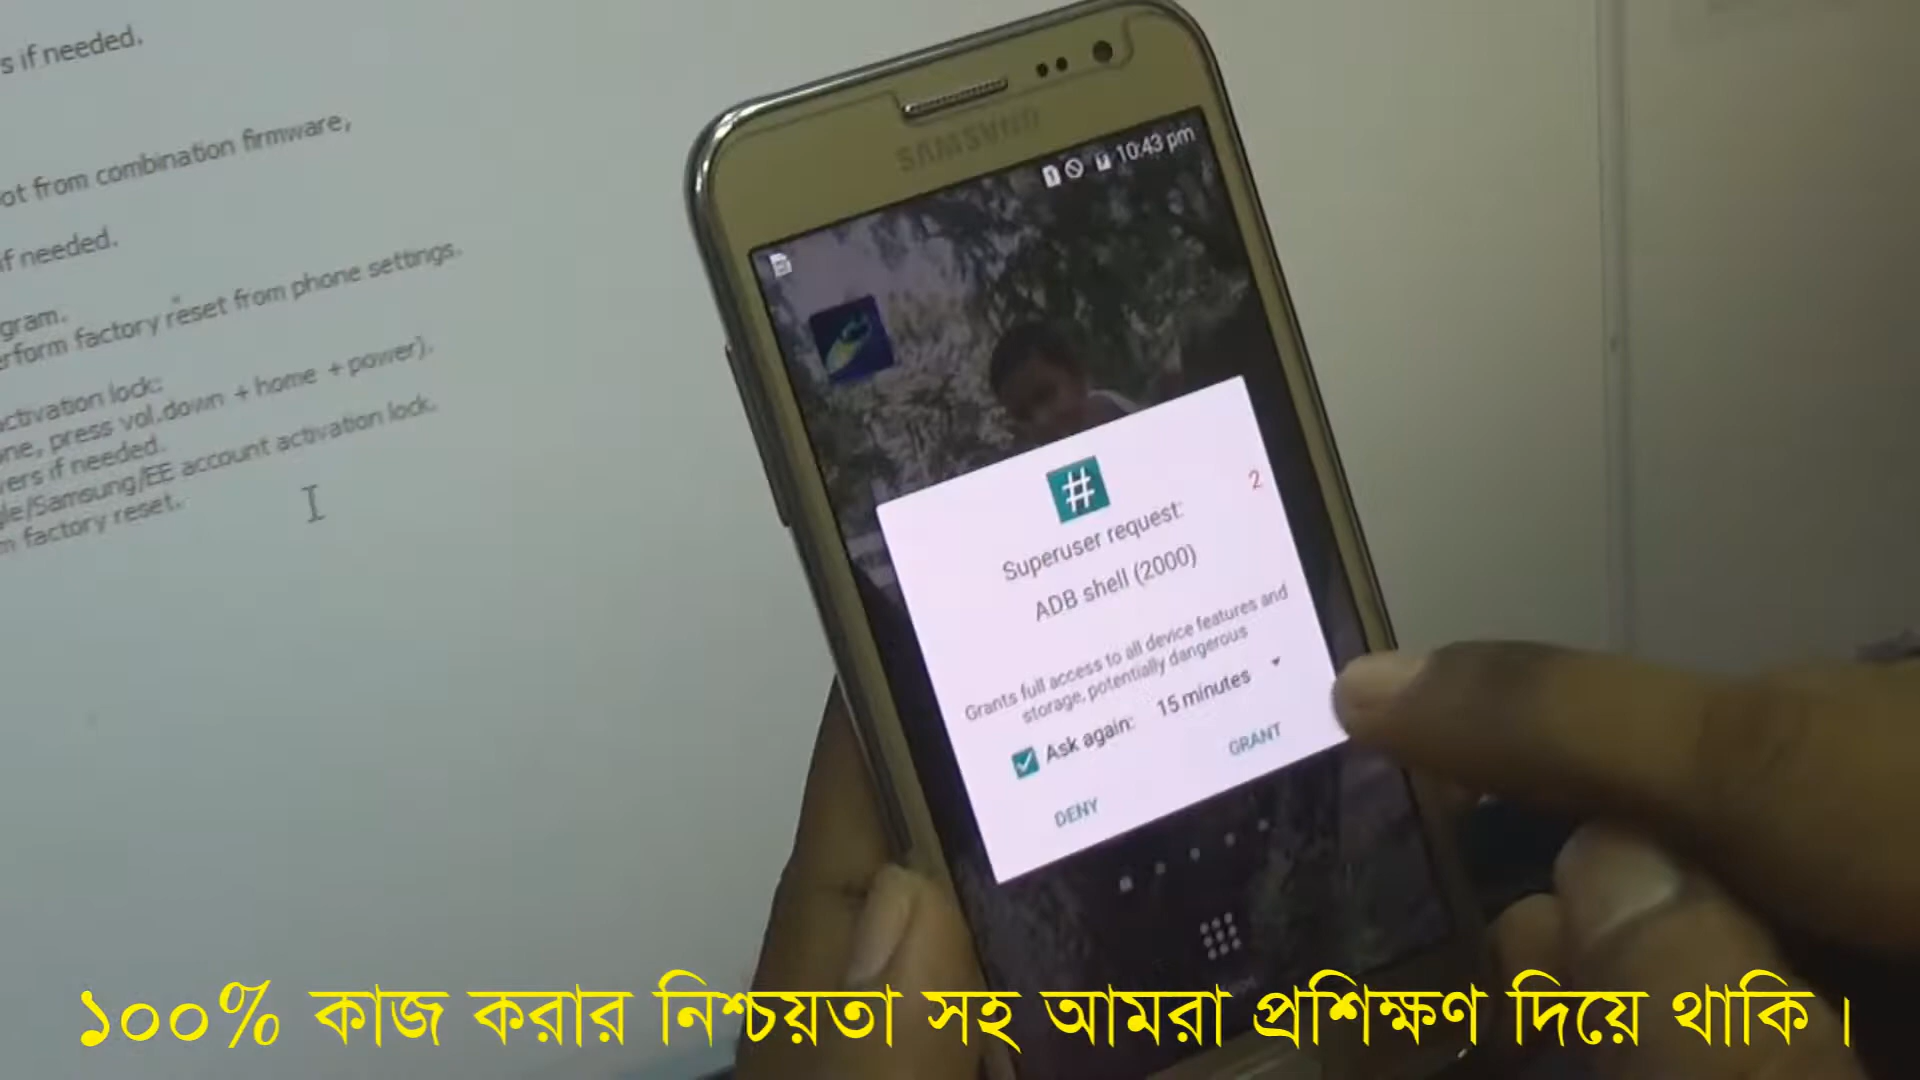 s if needed.
ot from combination firmware,
if needed.
gram.
erform factory reset from phone settings.
activation lock:
ne, press vol.down + home + power).
vers if needed.
gle/Samsung/EE account activation lock.
m factory reset.
SAMSUNG
10:43 pm
#
2
Superuser request:
ADB shell (2000)
Grants full access to all device features and
storage, potentially dangerous
Ask again: 15 minutes
DENY GRANT
১০০% কাজ করার নিশ্চয়তা সহ আমরা প্রশিক্ষণ দিয়ে থাকি।